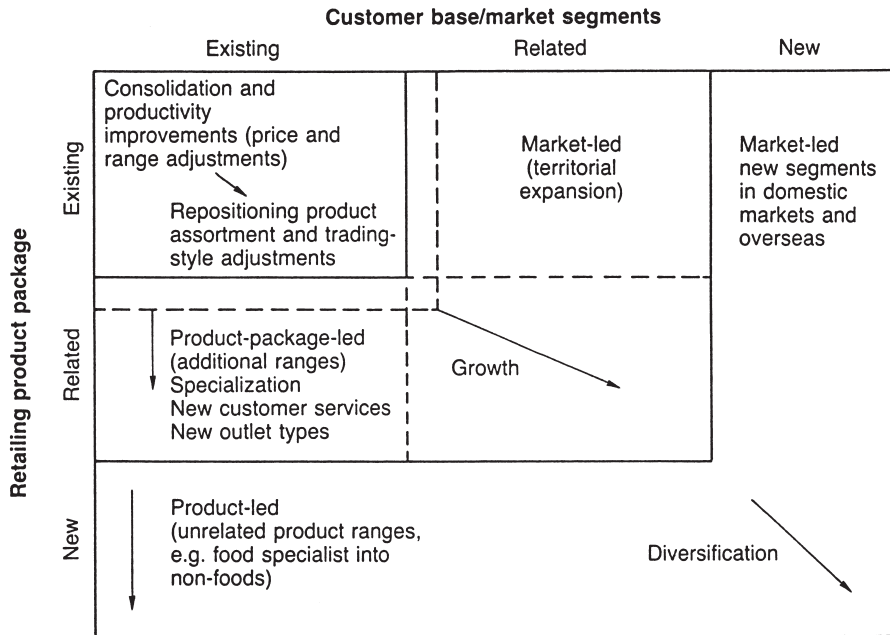 Customer base/market segments
Existing
Related
New
Retailing product package
Existing
Consolidation and
productivity
improvements (price and
range adjustments)
Repositioning product
assortment and trading-
style adjustments
Market-led
(territorial
expansion)
Market-led
new segments
in domestic
markets and
overseas
Related
Product-package-led
(additional ranges)
Specialization
New customer services
New outlet types
Growth
New
Product-led
(unrelated product ranges,
e.g. food specialist into
non-foods)
Diversification